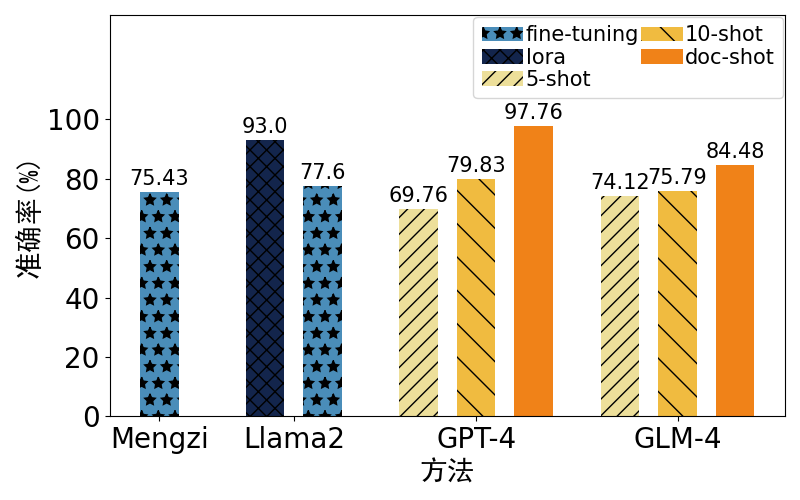 fine-tuning
lora
5-shot
10-shot
doc-shot
准确率(%)
100
80
60
40
20
0
75.43
93.0
77.6
69.76
79.83
97.76
74.12
75.79
84.48
Mengzi
Llama2
GPT-4
GLM-4
方法